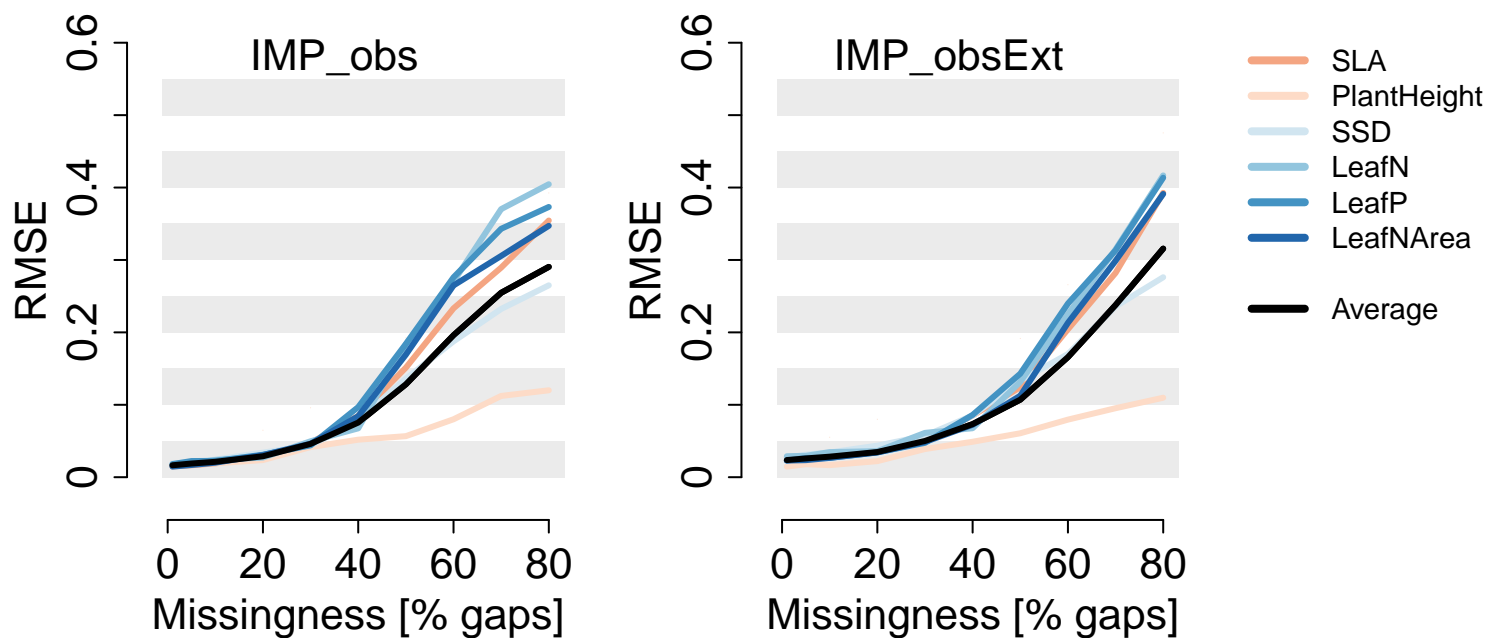 IMP_obs
RMSE
0.6
0.4
0.2
0
0 20 40 60 80
Missingness [% gaps]
IMP_obsExt
RMSE
0.6
0.4
0.2
0
0 20 40 60 80
Missingness [% gaps]
SLA
PlantHeight
SSD
LeafN
LeafP
LeafNArea
Average